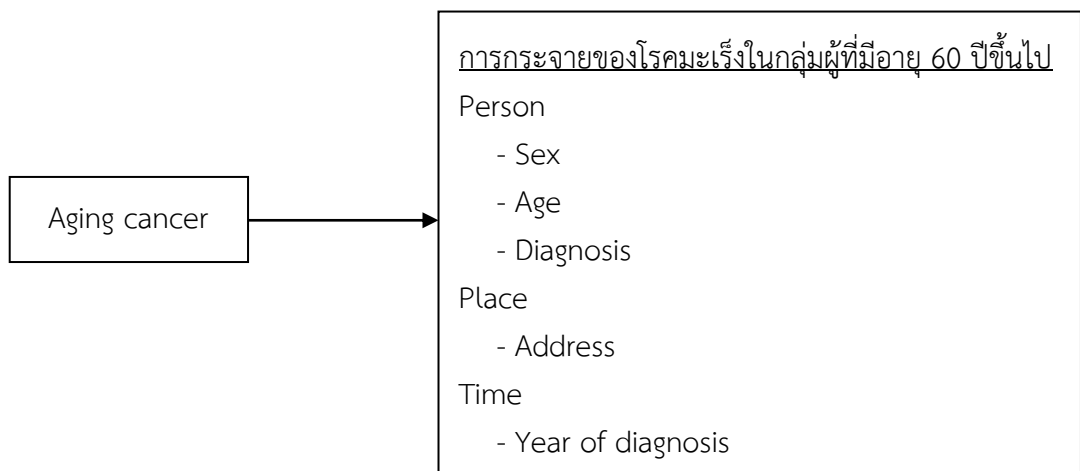 Aging cancer
การกระจายของโรคมะเร็งในกลุ่มผู้ที่มีอายุ 60 ปีขึ้นไป
Person
- Sex
- Age
- Diagnosis
Place
- Address
Time
- Year of diagnosis